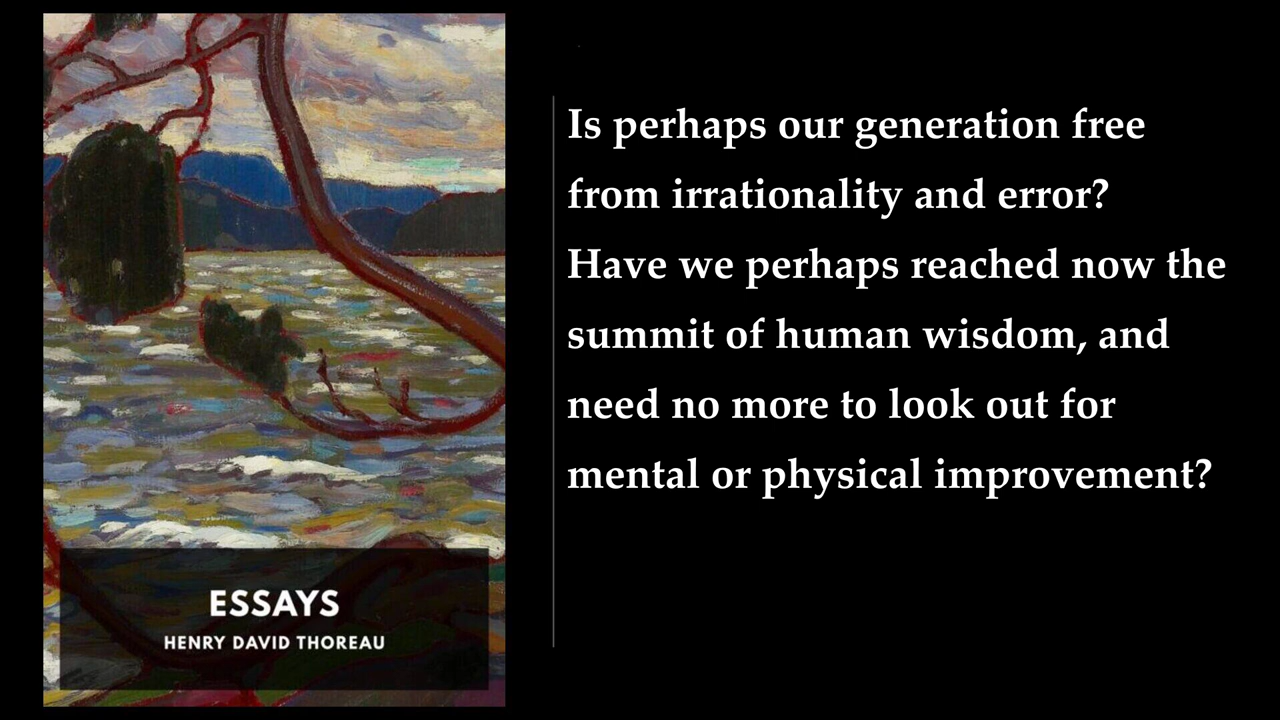 ESSAYS
HENRY DAVID THOREAU
Is perhaps our generation free
from irrationality and error?
Have we perhaps reached now the
summit of human wisdom, and
need no more to look out for
mental or physical improvement?